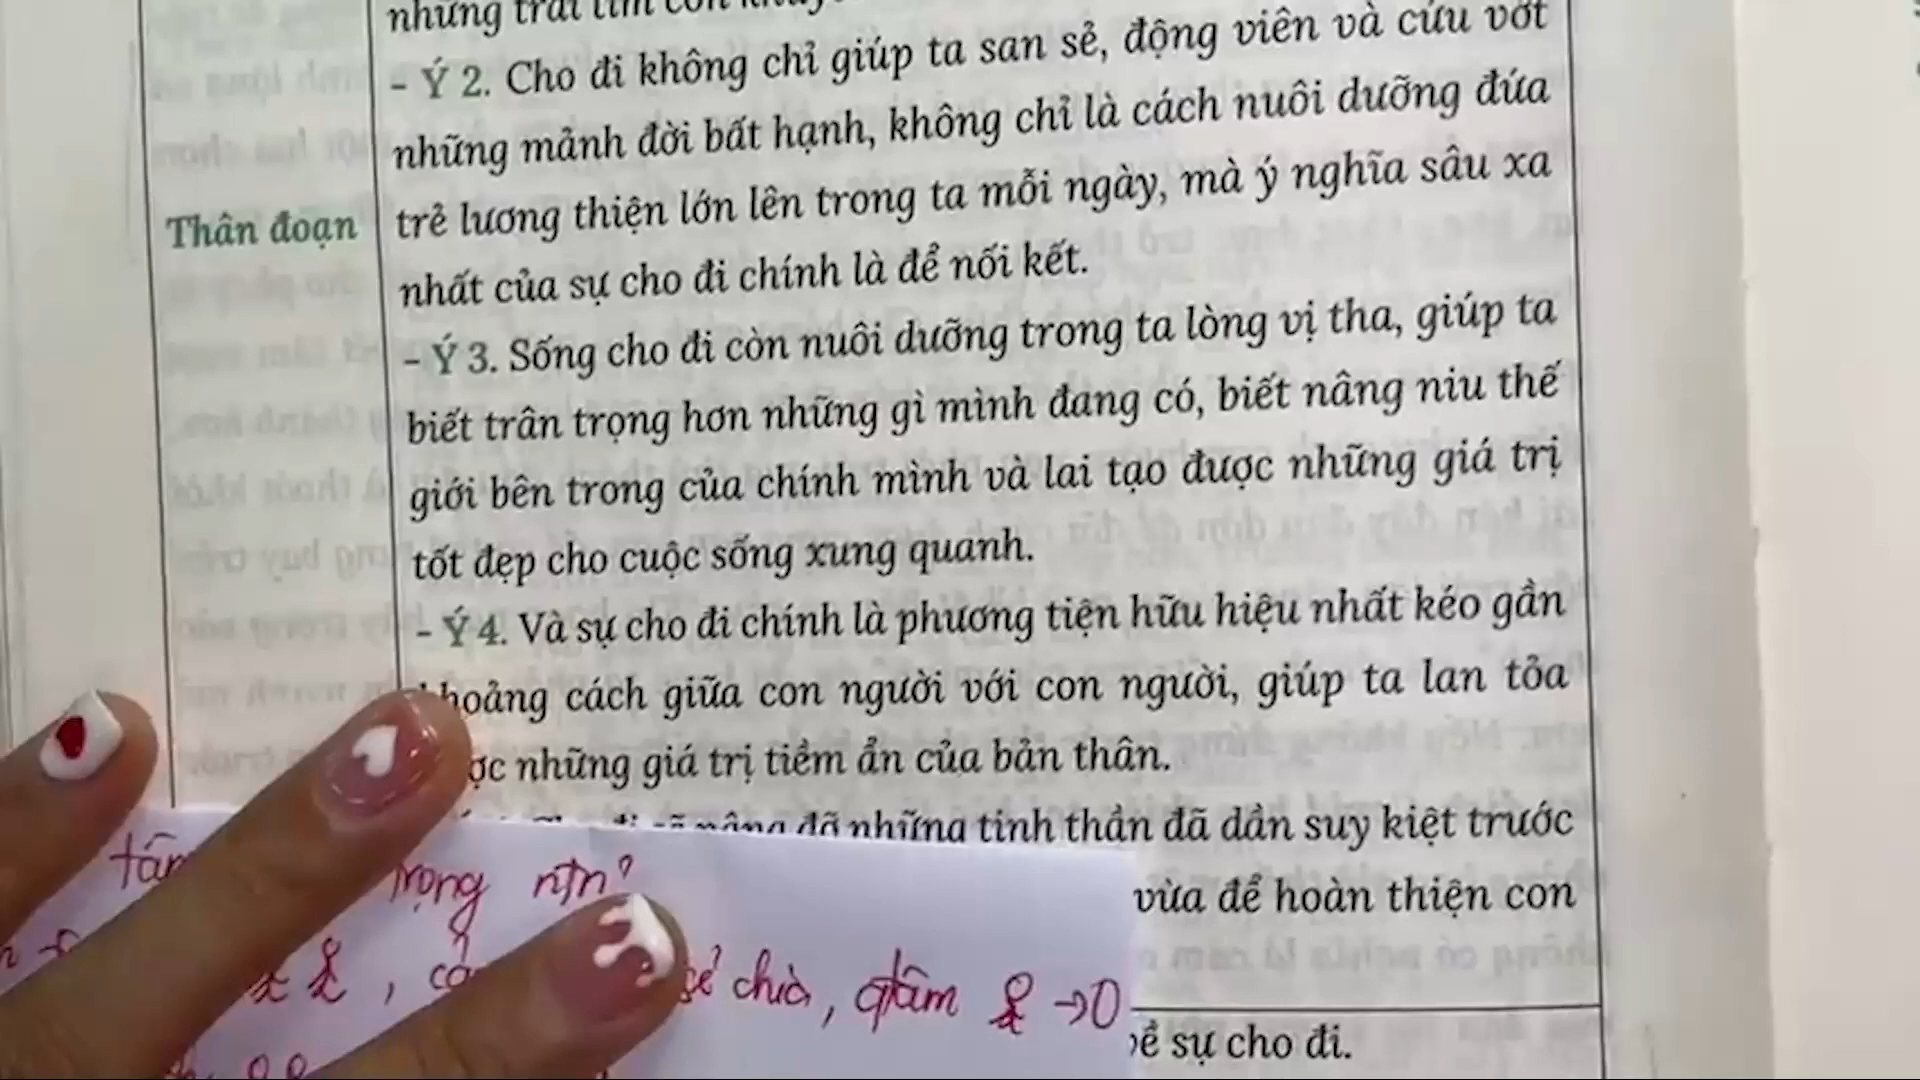 những trái tim còn
- Ý 2. Cho đi không chỉ giúp ta san sẻ, động viên và cứu vớt
những mảnh đời bất hạnh, không chỉ là cách nuôi dưỡng đứa
Thân đoạn
trẻ lương thiện lớn lên trong ta mỗi ngày, mà ý nghĩa sâu xa
nhất của sự cho đi chính là để nối kết.
- Ý 3. Sống cho đi còn nuôi dưỡng trong ta lòng vị tha, giúp ta
biết trân trọng hơn những gì mình đang có, biết nâng niu thế
giới bên trong của chính mình và lai tạo được những giá trị
tốt đẹp cho cuộc sống xung quanh.
- Ý 4. Và sự cho đi chính là phương tiện hữu hiệu nhất kéo gần
hoảng cách giữa con người với con người, giúp ta lan tỏa
ợc những giá trị tiềm ẩn của bản thân.
nâng đỡ những tinh thần đã dần suy kiệt trước
trọng ntn?
vừa để hoàn thiện con
chia,
sự cho đi.